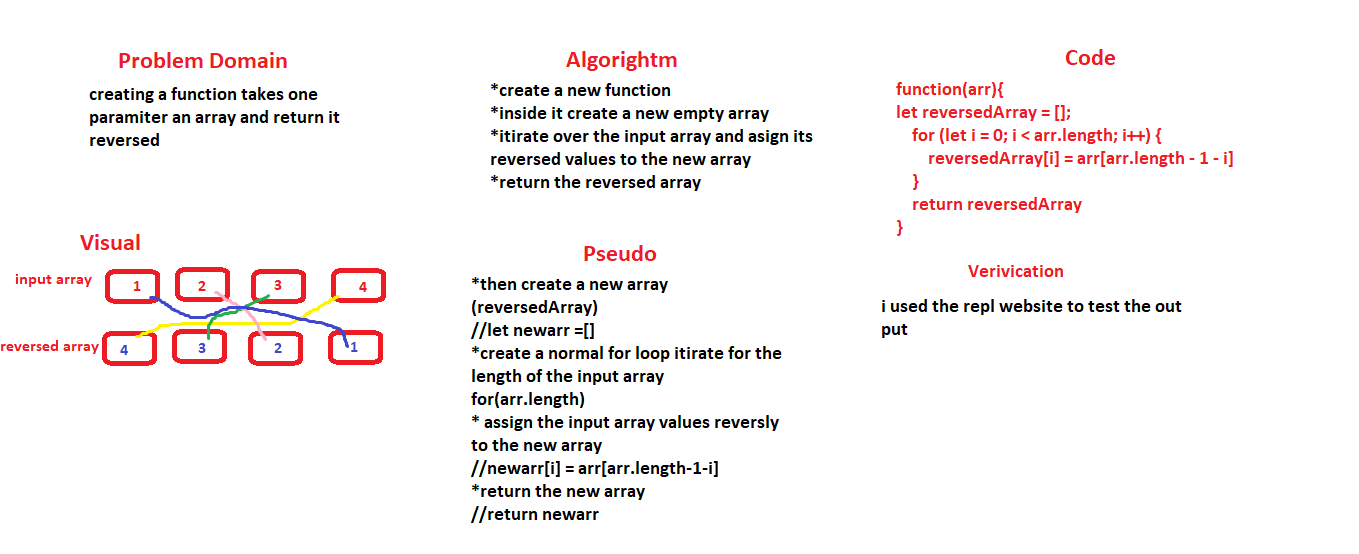 Problem Domain
creating a function takes one
paramiter an array and return it
reversed
Visual
input array
1
2
3
4
reversed array
4
3
2
1
Algorightm
*create a new function
*inside it create a new empty array
*itirate over the input array and asign its
reversed values to the new array
*return the reversed array
Pseudo
*then create a new array
(reversedArray)
//let newarr =[]
*create a normal for loop itirate for the
length of the input array
for(arr.length)
* assign the input array values reversly
to the new array
//newarr[i] = arr[arr.length-1-i]
*return the new array
//return newarr
Code
function(arr){
let reversedArray = [];
for (let i = 0; i < arr.length; i++) {
reversedArray[i] = arr[arr.length - 1 - i]
}
return reversedArray
}
Verivication
i used the repl website to test the out
put